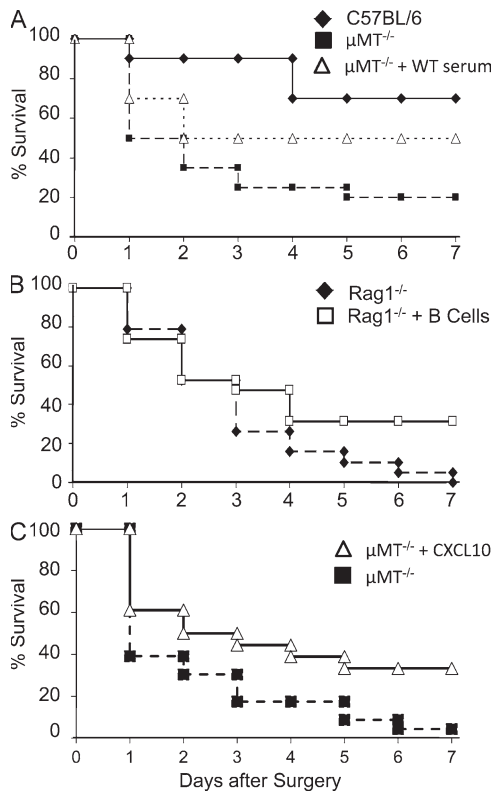 A
C57BL/6
μMT-/-
μMT-/- + WT serum
% Survival
100
80
60
40
20
0
0 1 2 3 4 5 6 7
B
Rag1-/-
Rag1-/- + B Cells
% Survival
100
80
60
40
20
0
0 1 2 3 4 5 6 7
C
μMT-/- + CXCL10
μMT-/-
% Survival
100
80
60
40
20
0
0 1 2 3 4 5 6 7
Days after Surgery